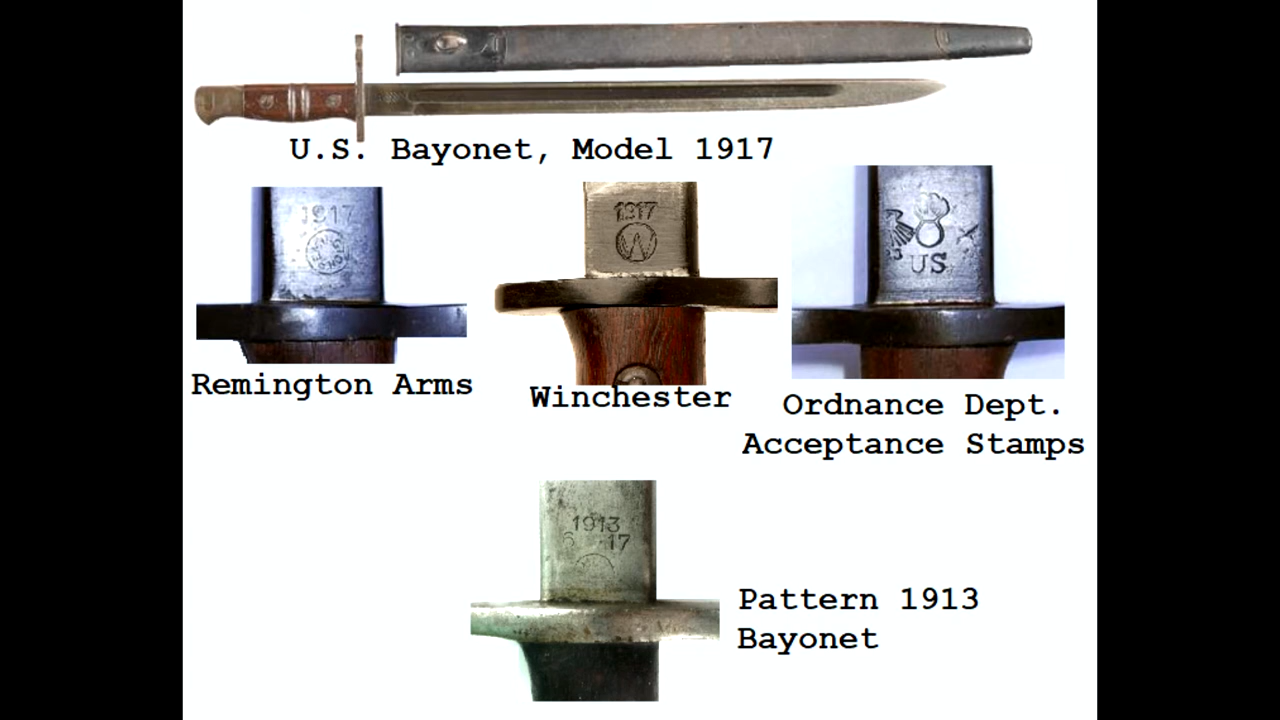 U.S. Bayonet, Model 1917
1917
1917
W
US
Remington Arms
Winchester
Ordnance Dept.
Acceptance Stamps
1913
6 17
Pattern 1913
Bayonet